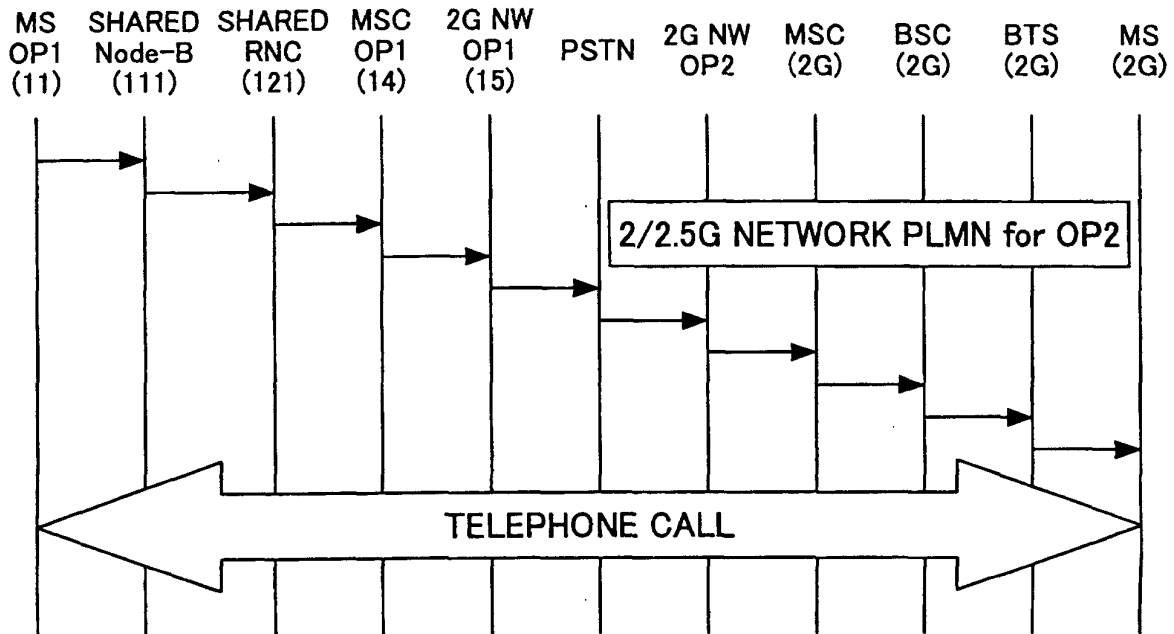 MS
OP1
(11)
SHARED
Node-B
(111)
SHARED
RNC
(121)
MSC
OP1
(14)
2G NW
OP1
(15)
PSTN
2G NW
OP2
MSC
(2G)
BSC
(2G)
BTS
(2G)
MS
(2G)
2/2.5G NETWORK PLMN for OP2
TELEPHONE CALL